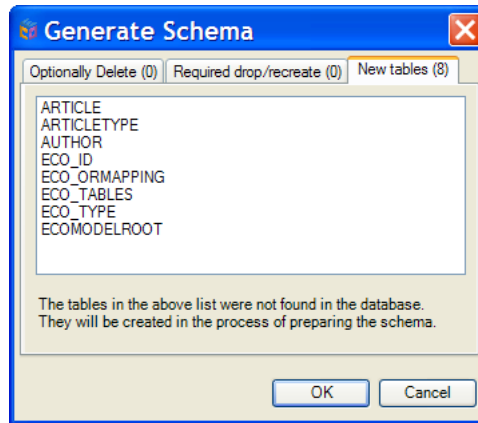 Generate Schema
Optionally Delete (0) Required drop/recreate (0) New tables (8)
ARTICLE
ARTICLETYPE
AUTHOR
ECO_ID
ECO_ORMAPPING
ECO_TABLES
ECO_TYPE
ECOMODELROOT
The tables in the above list were not found in the database.
They will be created in the process of preparing the schema.
OK Cancel